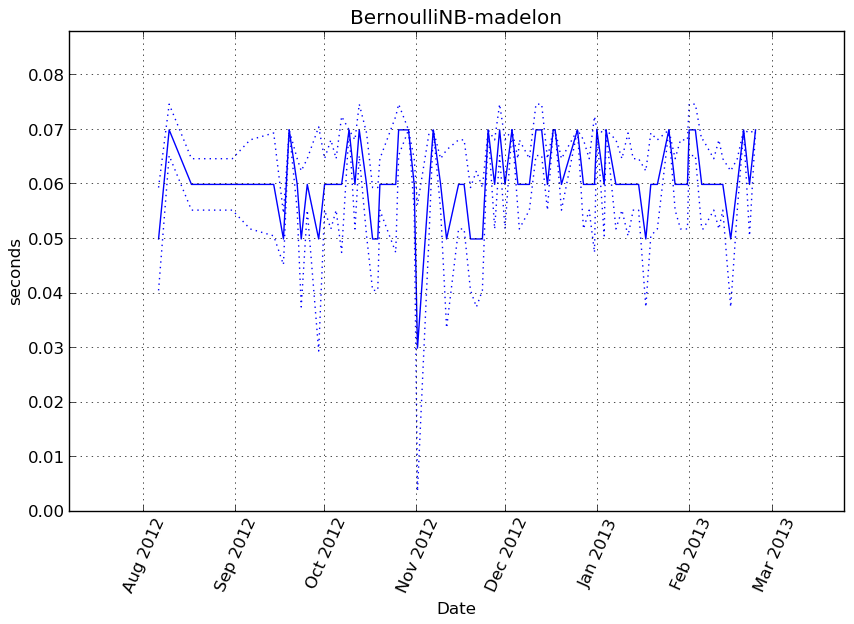 BernoulliNB-madelon
0.08
0.07
0.06
0.05
0.04
0.03
0.02
0.01
0.00
seconds
Aug 2012
Sep 2012
Oct 2012
Nov 2012
Dec 2012
Jan 2013
Feb 2013
Mar 2013
Date